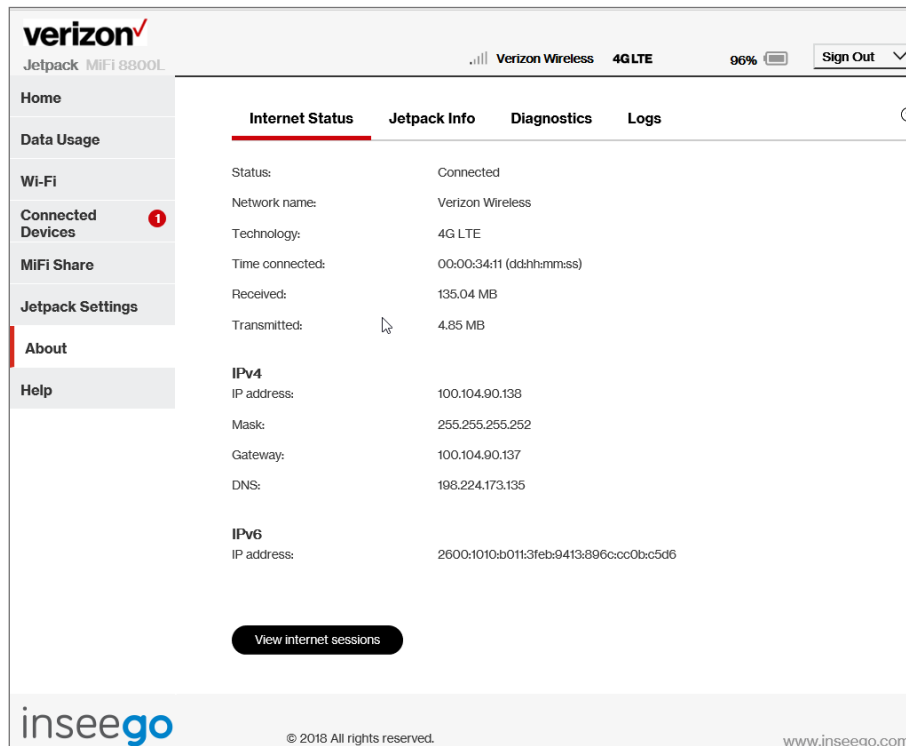 verizon
Jetpack MiFi 8800L
Verizon Wireless 4G LTE 96% Sign Out
Home
Data Usage
Wi-Fi
Connected Devices 1
MiFi Share
Jetpack Settings
About
Help
Internet Status Jetpack Info Diagnostics Logs
Status: Connected
Network name: Verizon Wireless
Technology: 4G LTE
Time connected: 00:00:34:11 (dd:hh:mm:ss)
Received: 135.04 MB
Transmitted: 4.85 MB
IPv4
IP address: 100.104.90.138
Mask: 255.255.255.252
Gateway: 100.104.90.137
DNS: 198.224.173.135
IPv6
IP address: 2600:1010:b011:3feb:9413:896c:cc0b:c5d6
View internet sessions
inseego
© 2018 All rights reserved.
www.inseego.com